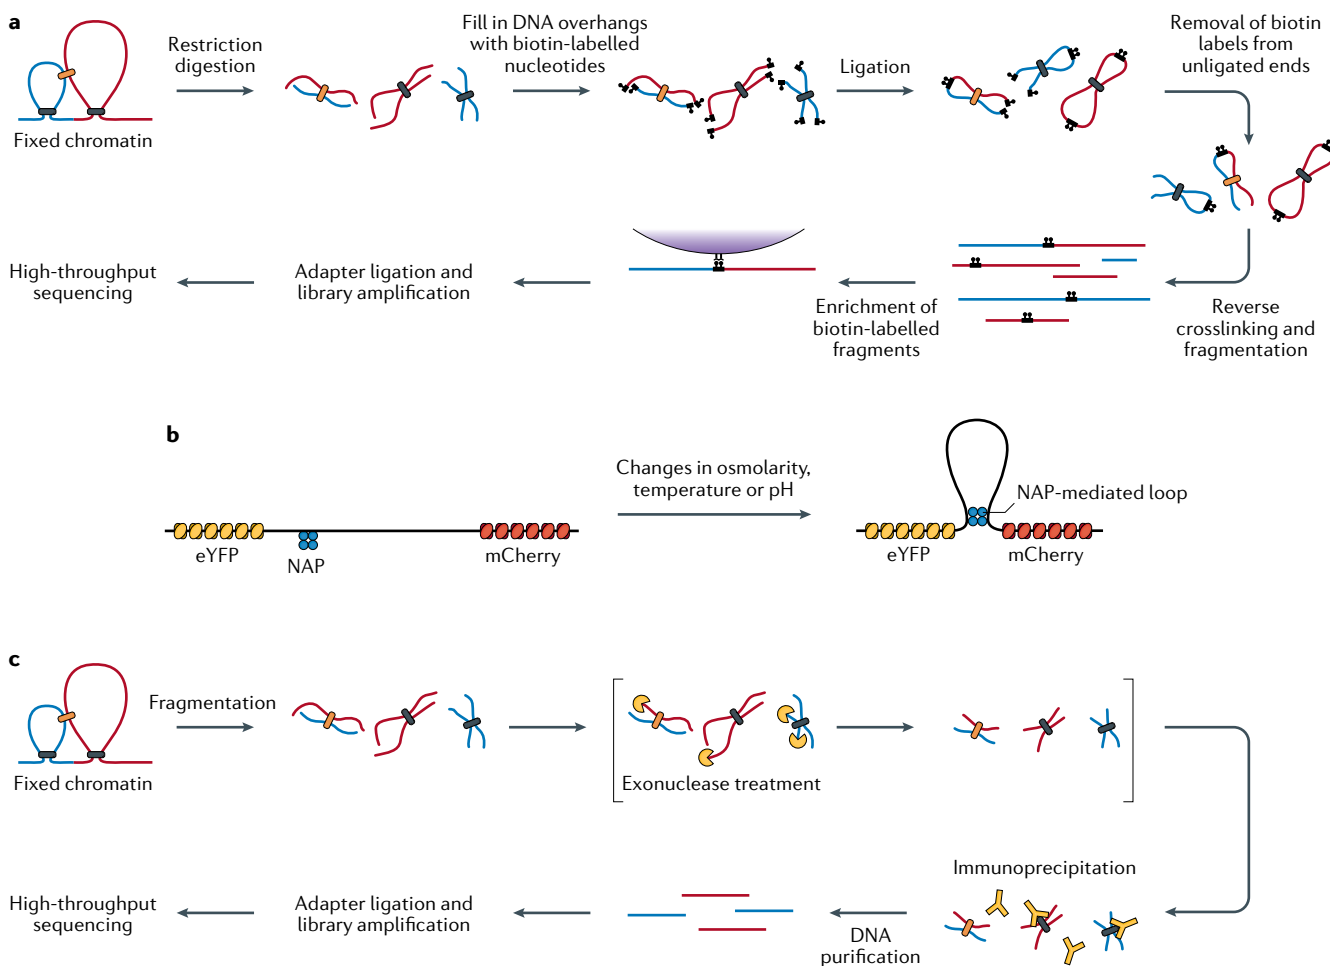 a
Restriction
digestion
Fill in DNA overhangs
with biotin-labelled
nucleotides
Ligation
Removal of biotin
labels from
unligated ends
Fixed chromatin
High-throughput
sequencing
Adapter ligation and
library amplification
Enrichment of
biotin-labelled
fragments
Reverse
crosslinking and
fragmentation
b
eYFP
NAP
mCherry
Changes in osmolarity,
temperature or pH
NAP-mediated loop
eYFP
mCherry
c
Fragmentation
Fixed chromatin
Exonuclease treatment
Immunoprecipitation
High-throughput
sequencing
Adapter ligation and
library amplification
DNA
purification